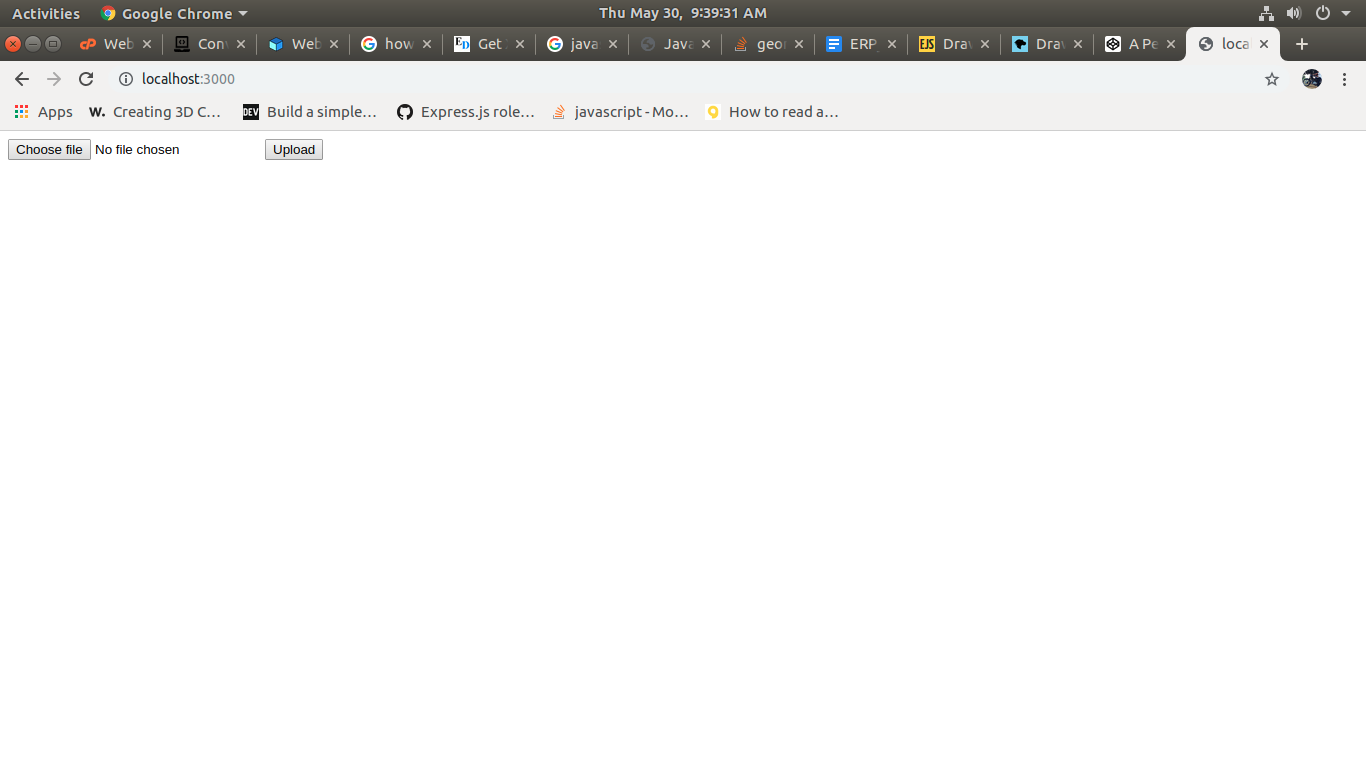 Activities Google Chrome Thu May 30, 9:39:31 AM
Web Con Web how Get java Java geor ERP EJS Drav Drav A Pe loca
localhost:3000
Apps W. Creating 3D C… DEV Build a simple… Express.js role… javascript - Mo… How to read a…
Choose file No file chosen Upload